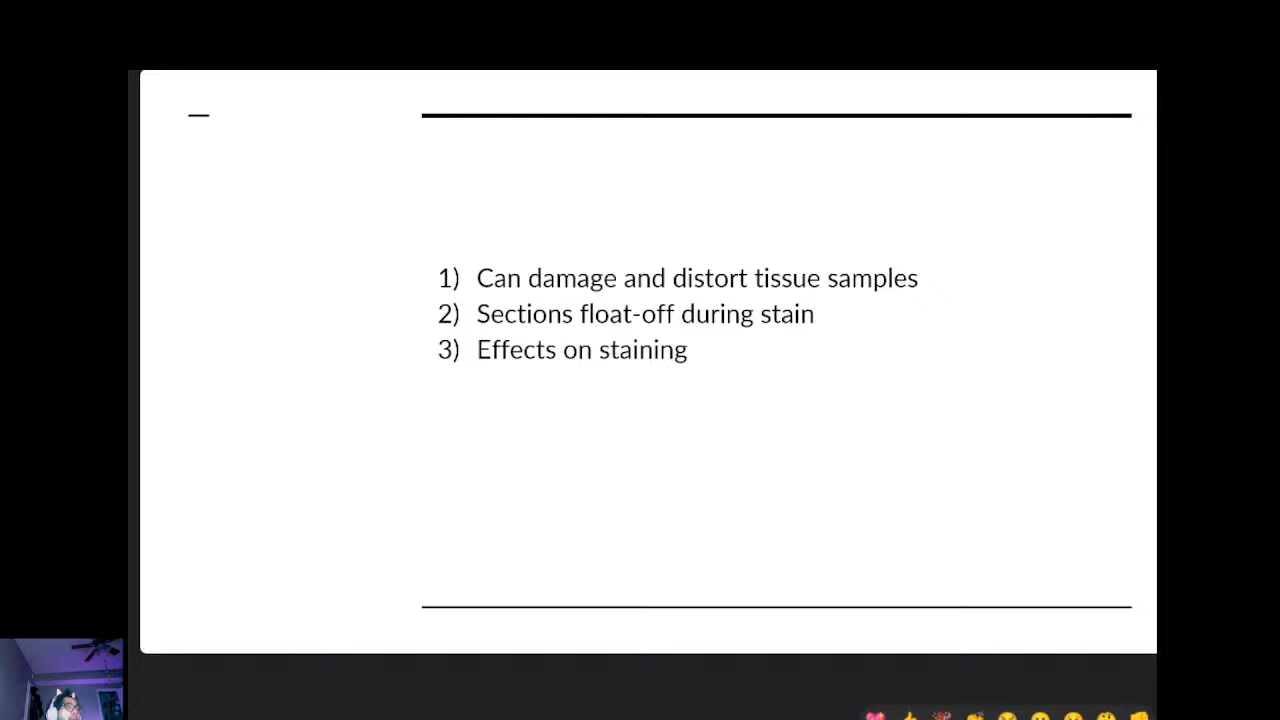 1) Can damage and distort tissue samples
2) Sections float-off during stain
3) Effects on staining